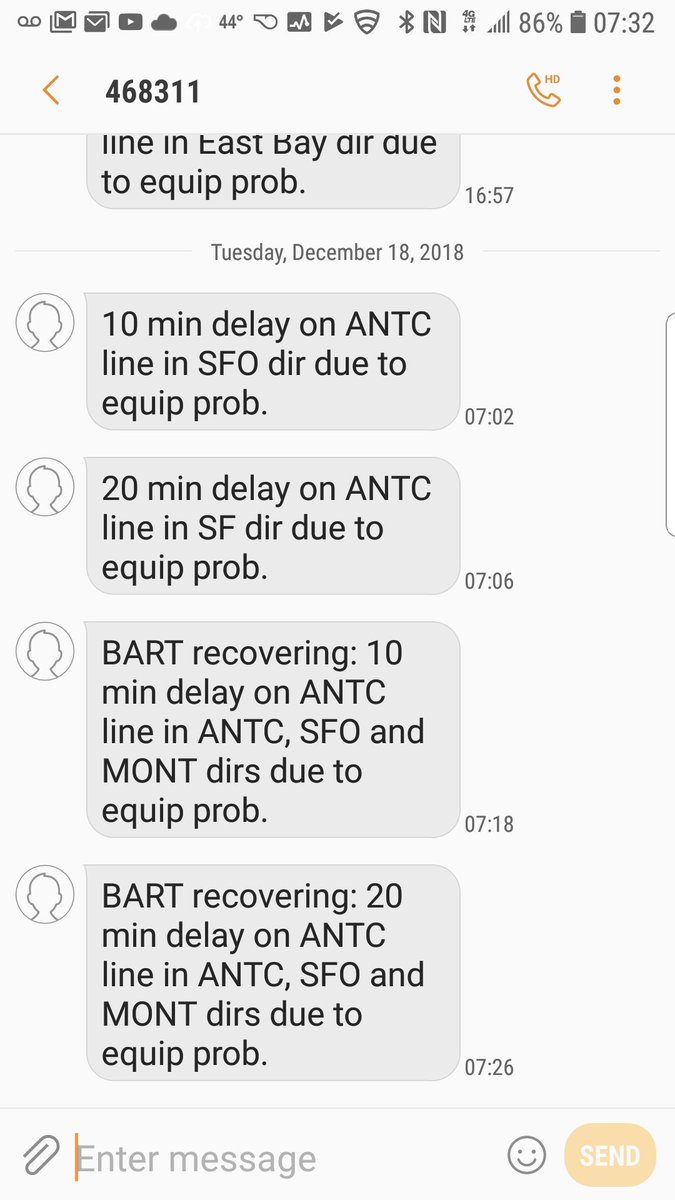 44° 4G LTE 86% 07:32
468311 HD
line in East Bay dir due
to equip prob.
16:57
Tuesday, December 18, 2018
10 min delay on ANTC
line in SFO dir due to
equip prob.
07:02
20 min delay on ANTC
line in SF dir due to
equip prob.
07:06
BART recovering: 10
min delay on ANTC
line in ANTC, SFO and
MONT dirs due to
equip prob.
07:18
BART recovering: 20
min delay on ANTC
line in ANTC, SFO and
MONT dirs due to
equip prob.
07:26
Enter message SEND